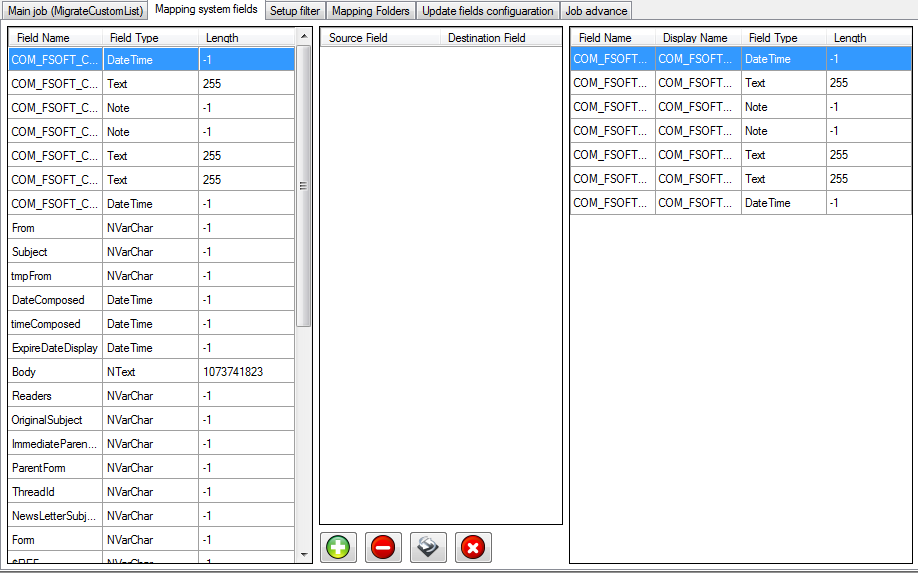 Main job (MigrateCustomList) Mapping system fields Setup filter Mapping Folders Update fields configuaration Job advance
Field Name Field Type Length
COM_FSOFT_C... DateTime -1
COM_FSOFT_C... Text 255
COM_FSOFT_C... Note -1
COM_FSOFT_C... Note -1
COM_FSOFT_C... Text 255
COM_FSOFT_C... Text 255
COM_FSOFT_C... DateTime -1
From NVarChar -1
Subject NVarChar -1
tmpFrom NVarChar -1
DateComposed DateTime -1
timeComposed DateTime -1
ExpireDateDisplay DateTime -1
Body NText 1073741823
Readers NVarChar -1
OriginalSubject NVarChar -1
ImmediateParen... NVarChar -1
ParentForm NVarChar -1
ThreadId NVarChar -1
NewsLetterSubj... NVarChar -1
Form NVarChar -1
$REF NVarChar -1
Source Field Destination Field
Field Name Display Name Field Type Length
COM_FSOFT... COM_FSOFT... DateTime -1
COM_FSOFT... COM_FSOFT... Text 255
COM_FSOFT... COM_FSOFT... Note -1
COM_FSOFT... COM_FSOFT... Note -1
COM_FSOFT... COM_FSOFT... Text 255
COM_FSOFT... COM_FSOFT... Text 255
COM_FSOFT... COM_FSOFT... DateTime -1